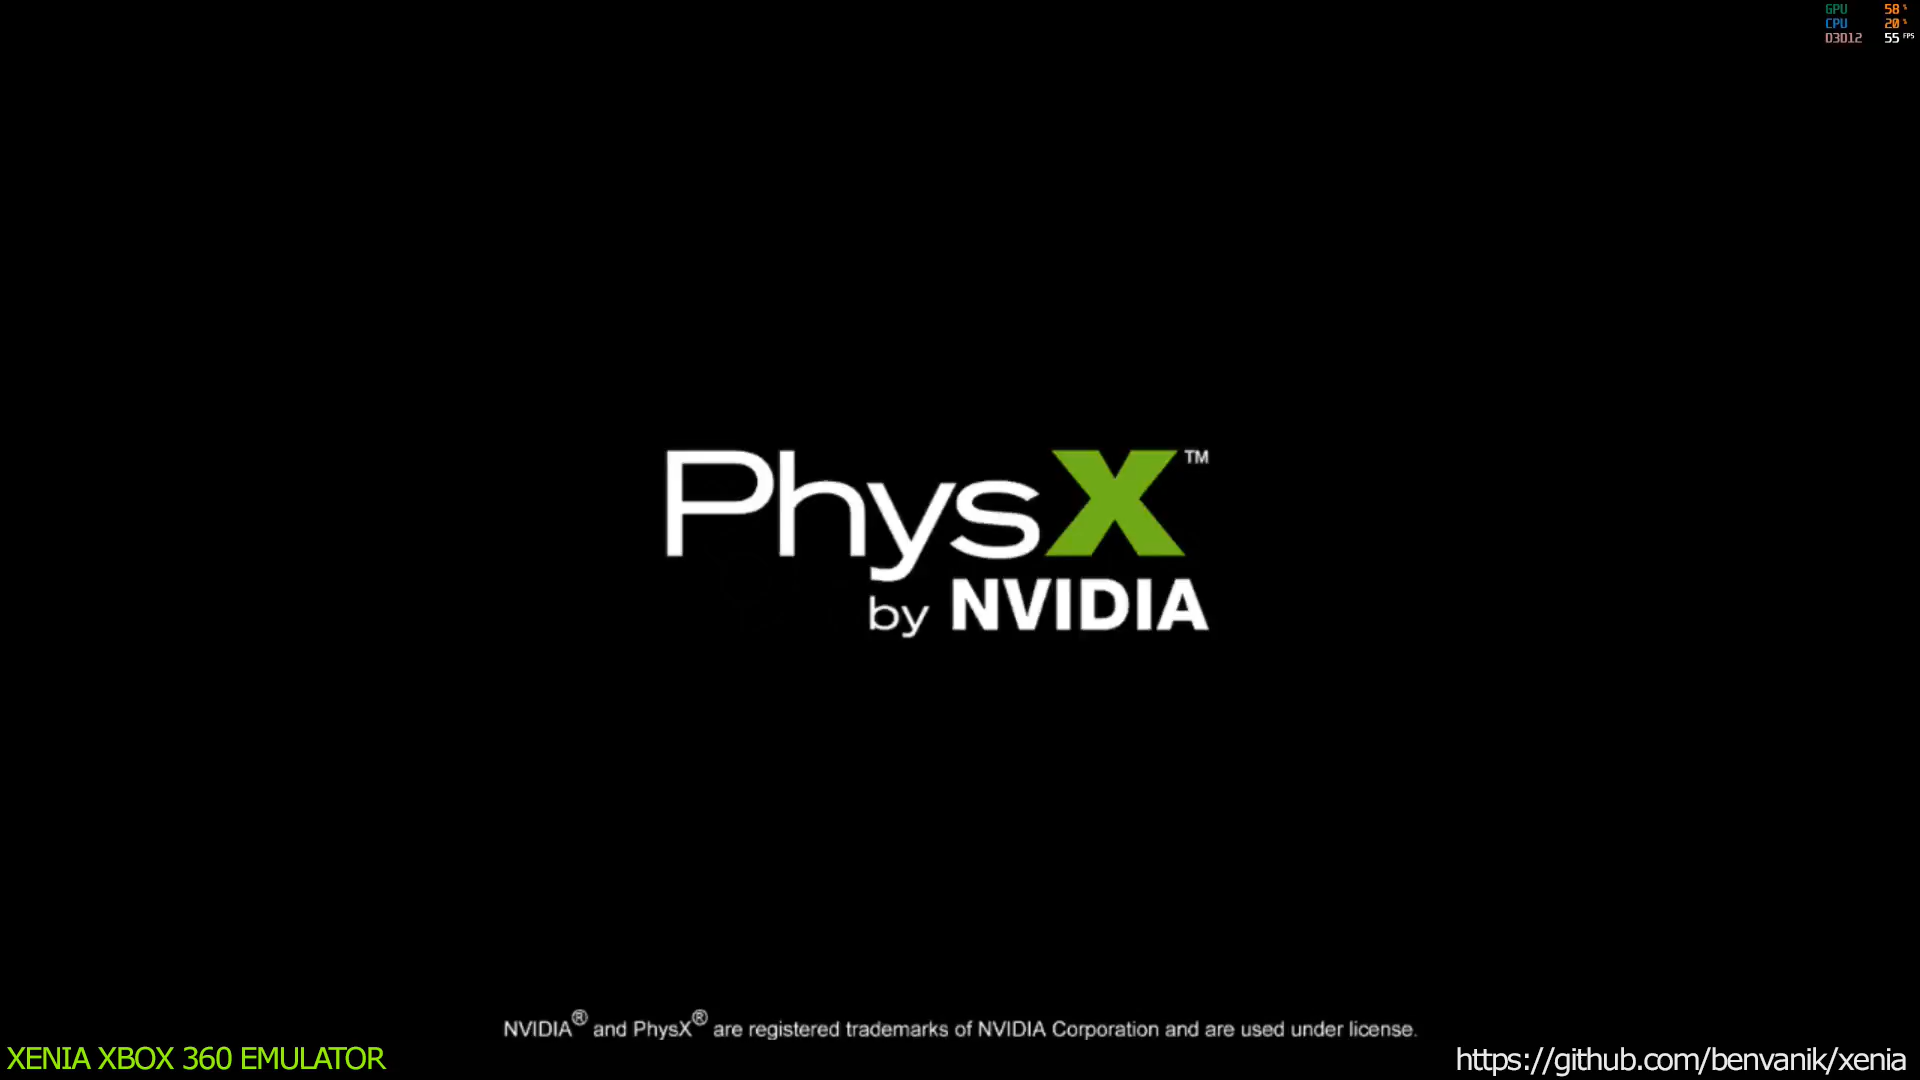 GPU 58 %
CPU 20 %
D3D12 55 FPS
PhysX™
by NVIDIA
NVIDIA® and PhysX® are registered trademarks of NVIDIA Corporation and are used under license.
XENIA XBOX 360 EMULATOR
https://github.com/benvanik/xenia